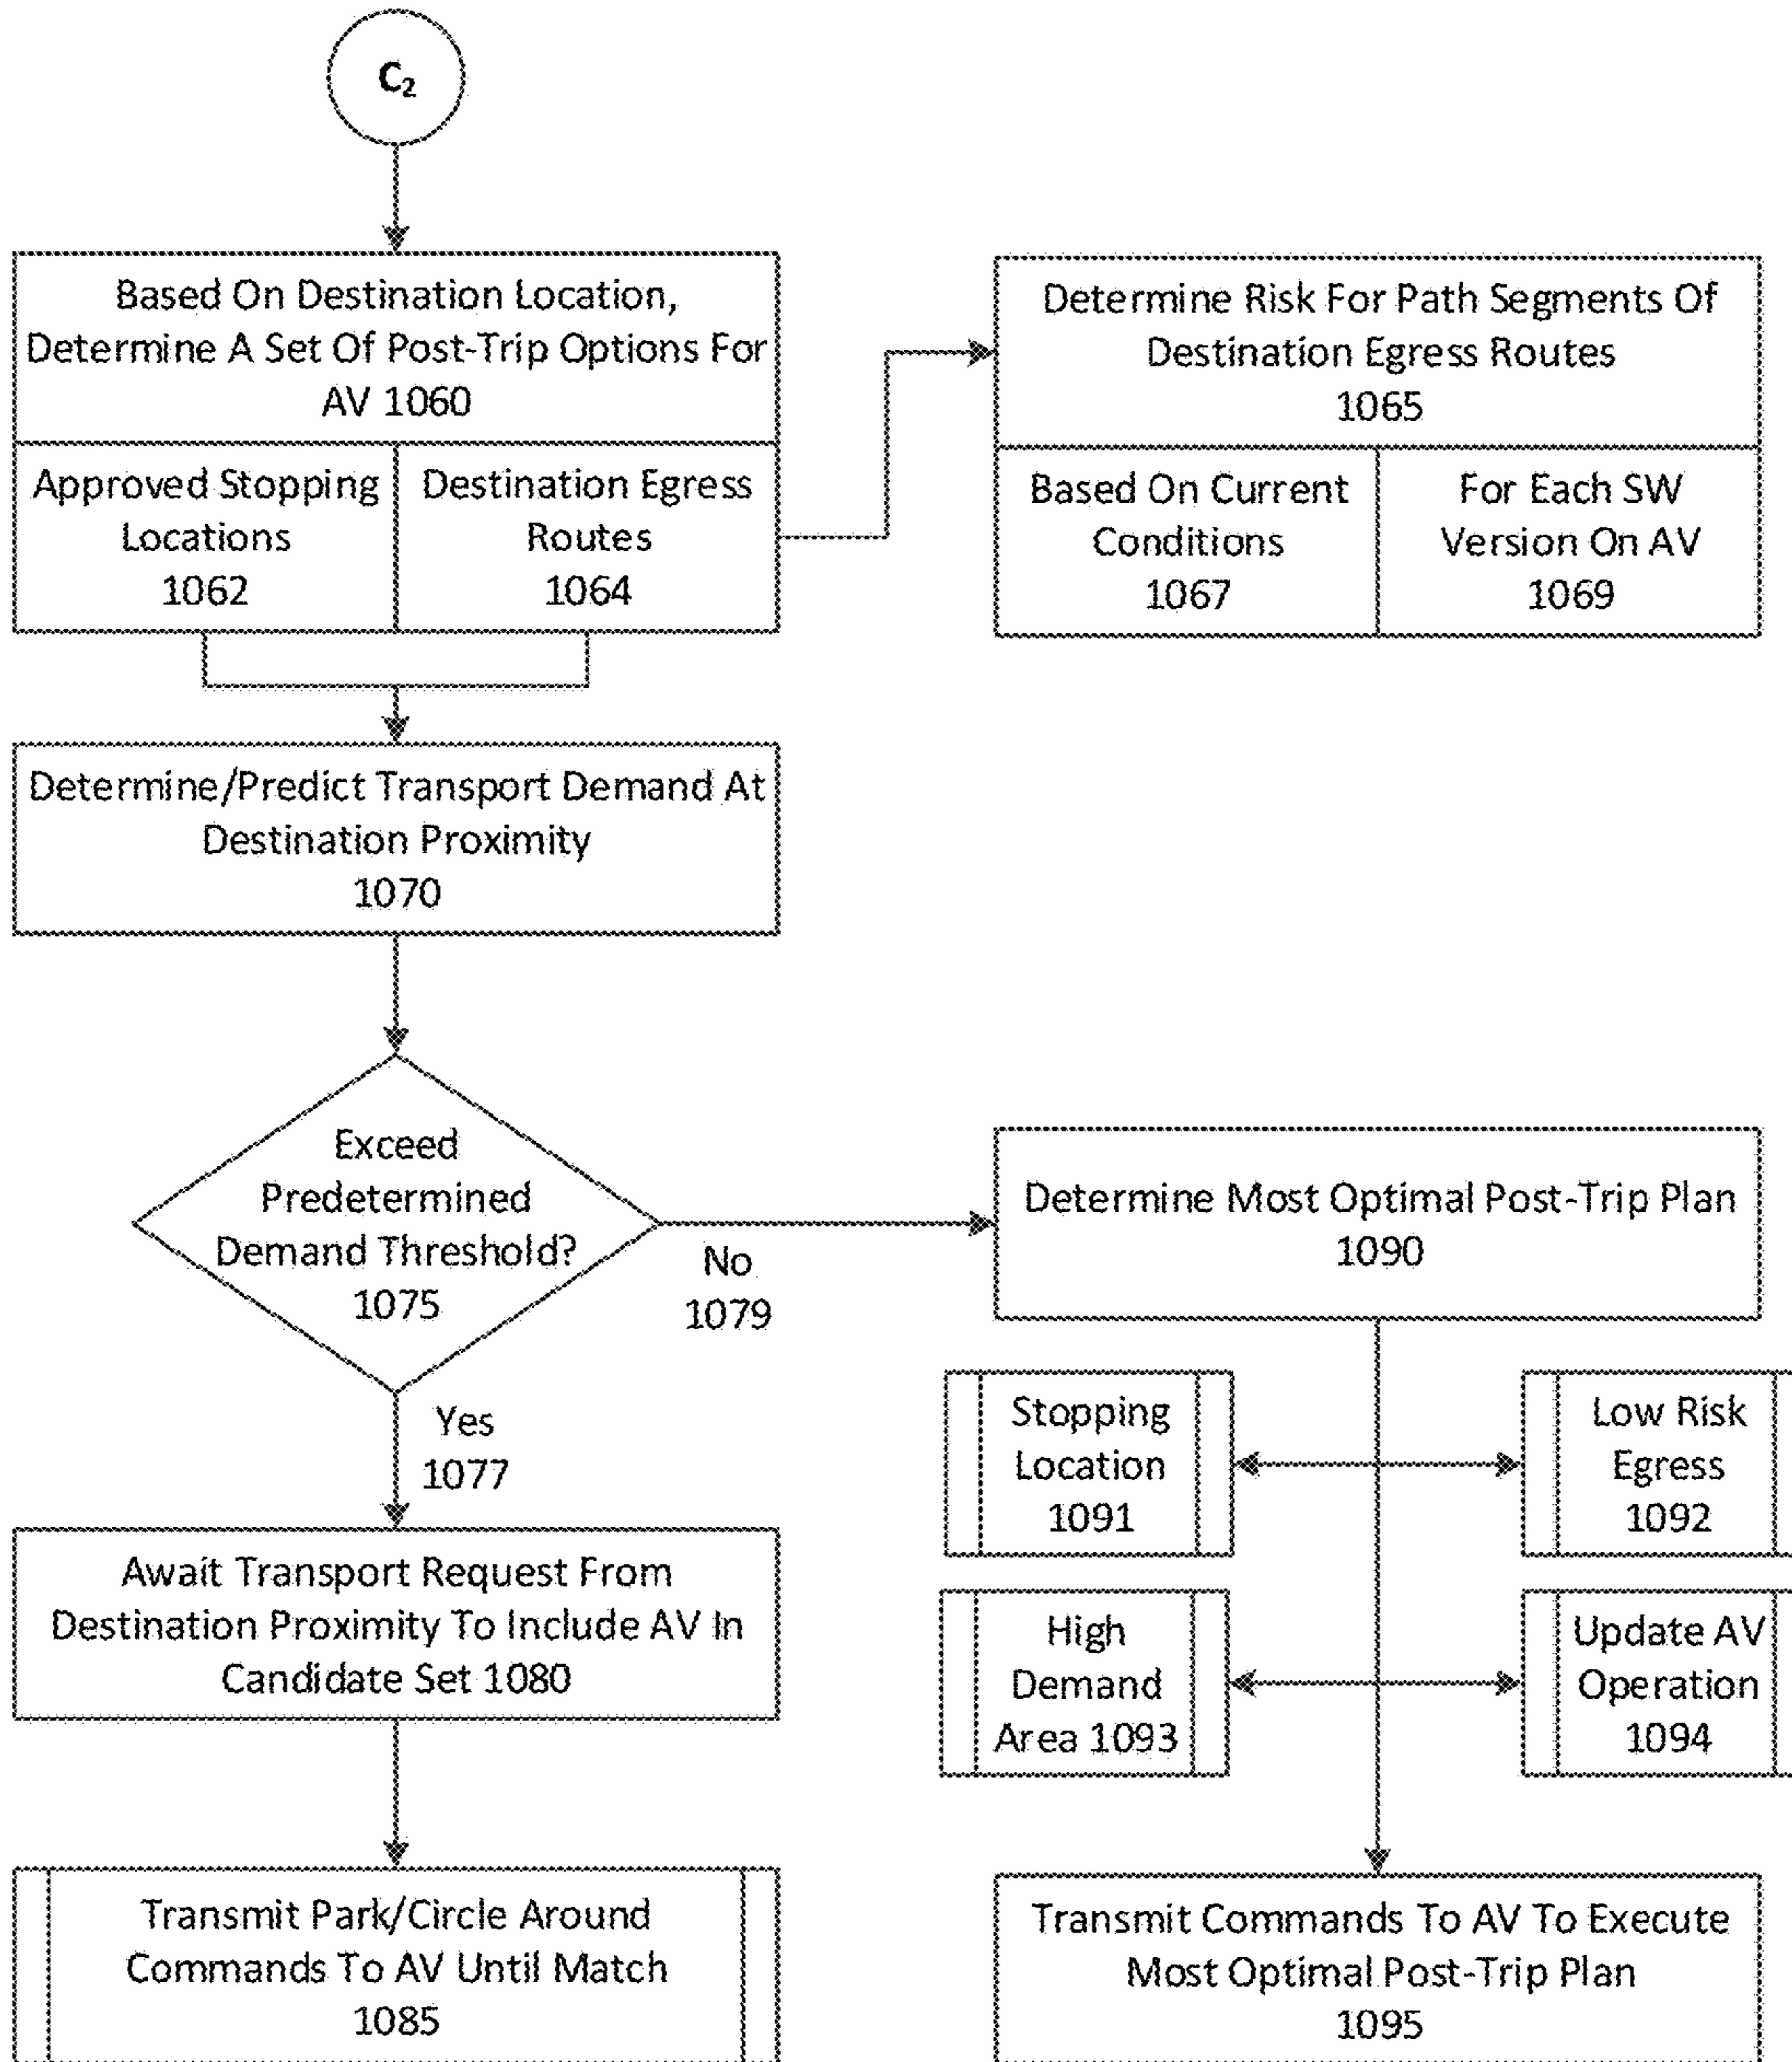 C₂
Based On Destination Location,
Determine A Set Of Post-Trip Options For
AV 1060
Approved Stopping
Locations
1062
Destination Egress
Routes
1064
Determine Risk For Path Segments Of
Destination Egress Routes
1065
Based On Current
Conditions
1067
For Each SW
Version On AV
1069
Determine/Predict Transport Demand At
Destination Proximity
1070
Exceed
Predetermined
Demand Threshold?
1075
No
1079
Yes
1077
Determine Most Optimal Post-Trip Plan
1090
Stopping
Location
1091
Low Risk
Egress
1092
High
Demand
Area 1093
Update AV
Operation
1094
Await Transport Request From
Destination Proximity To Include AV In
Candidate Set 1080
Transmit Park/Circle Around
Commands To AV Until Match
1085
Transmit Commands To AV To Execute
Most Optimal Post-Trip Plan
1095